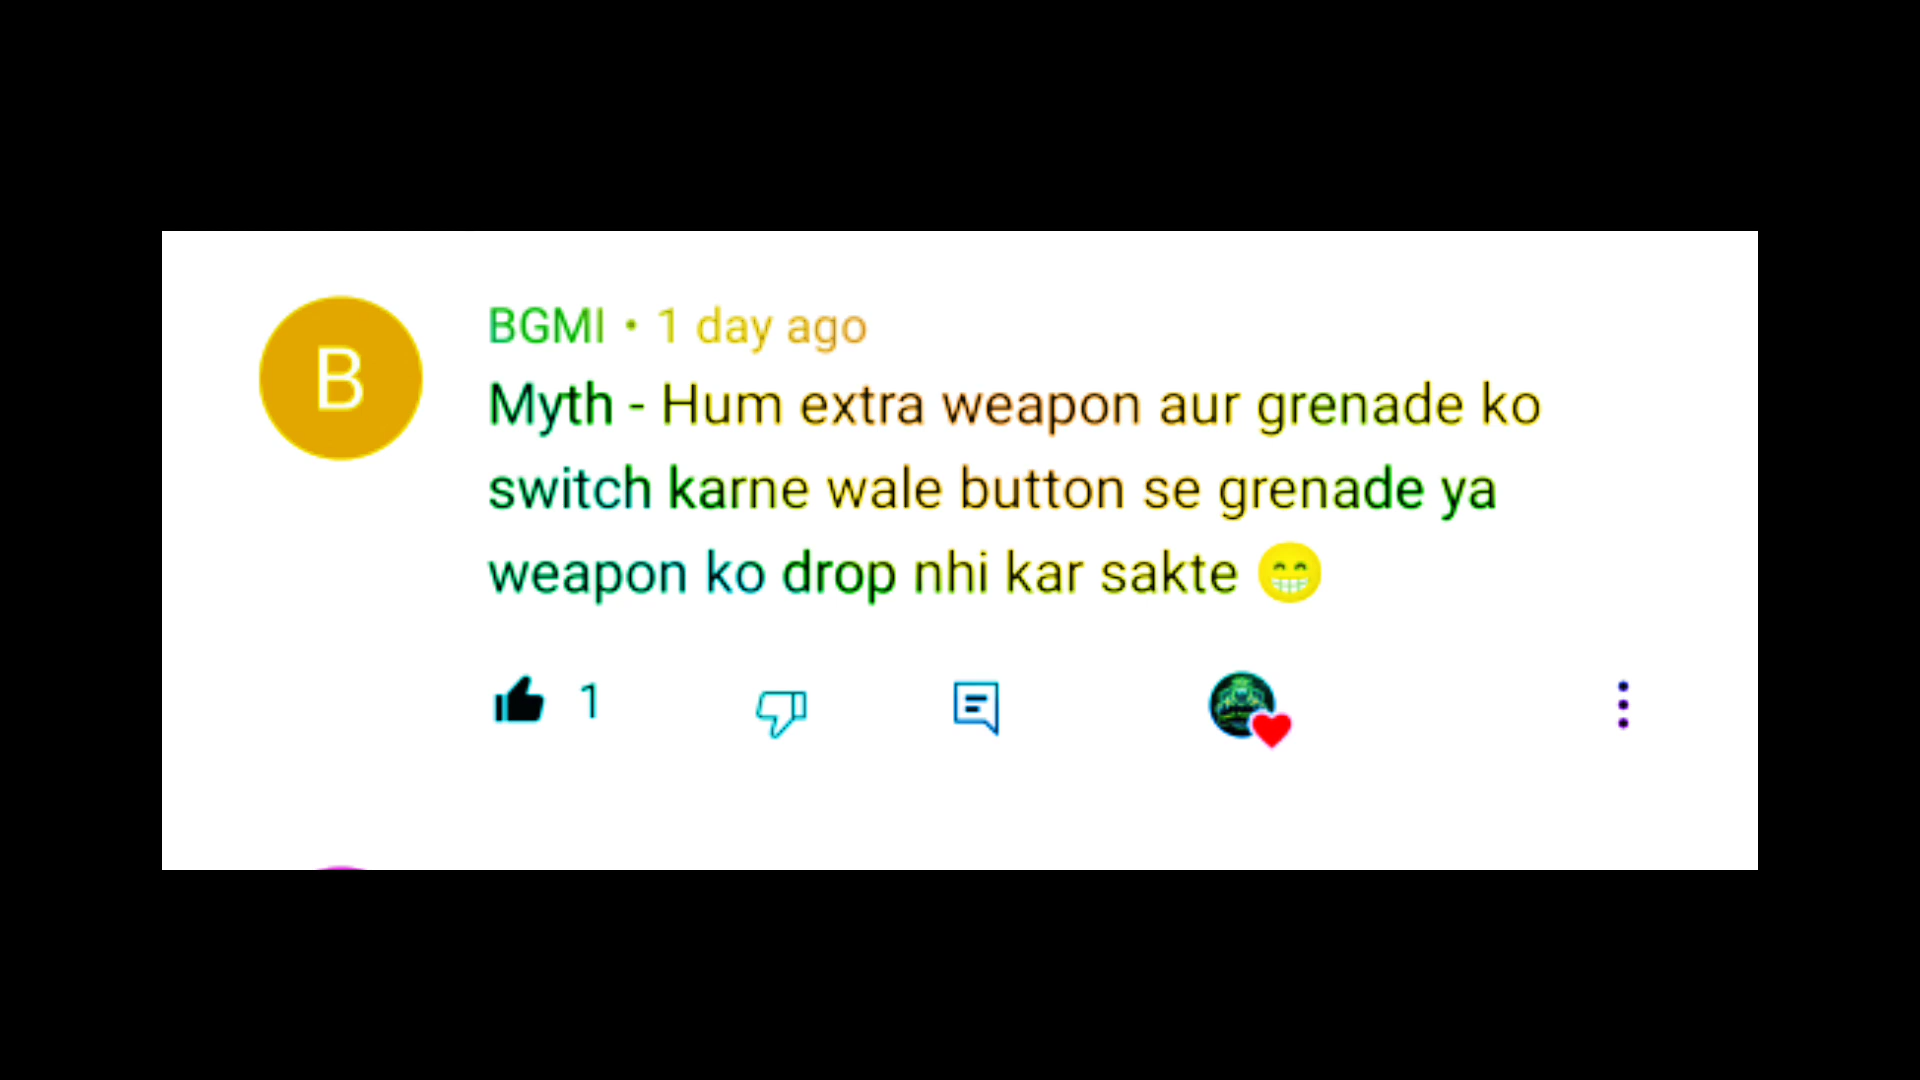 B
BGMI • 1 day ago
Myth - Hum extra weapon aur grenade ko
switch karne wale button se grenade ya
weapon ko drop nhi kar sakte 😁
1